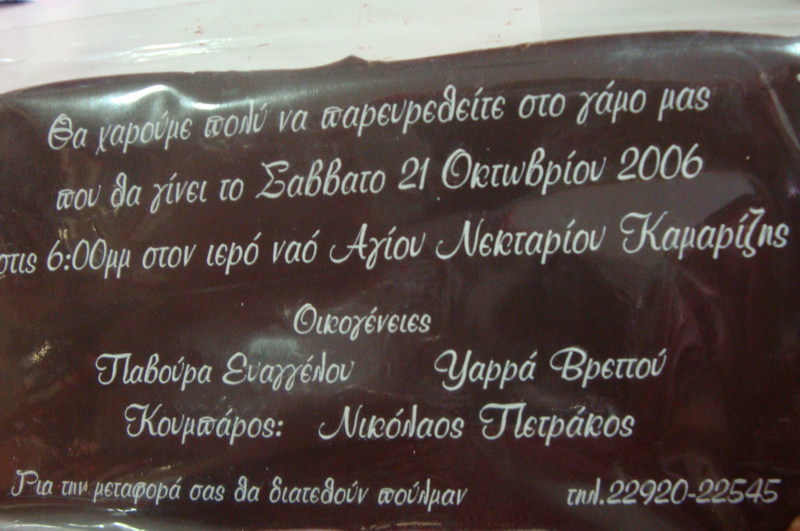 Θα χαρούμε πολύ να παρευρεθείτε στο γάμο μας
που θα γίνει το Σαββατο 21 Οκτωβρίου 2006
στις 6:00μμ στον ιερό ναό Αγίου Νεκταρίου Καμαρίζης
Οικογένειες
Παβούρα Ευαγγέλου Υαρρά Βρεττού
Κουμπάρος: Νικόλαος Πετράκος
Για την μεταφορά σας θα διατεθούν πούλμαν τηλ.22920-22545